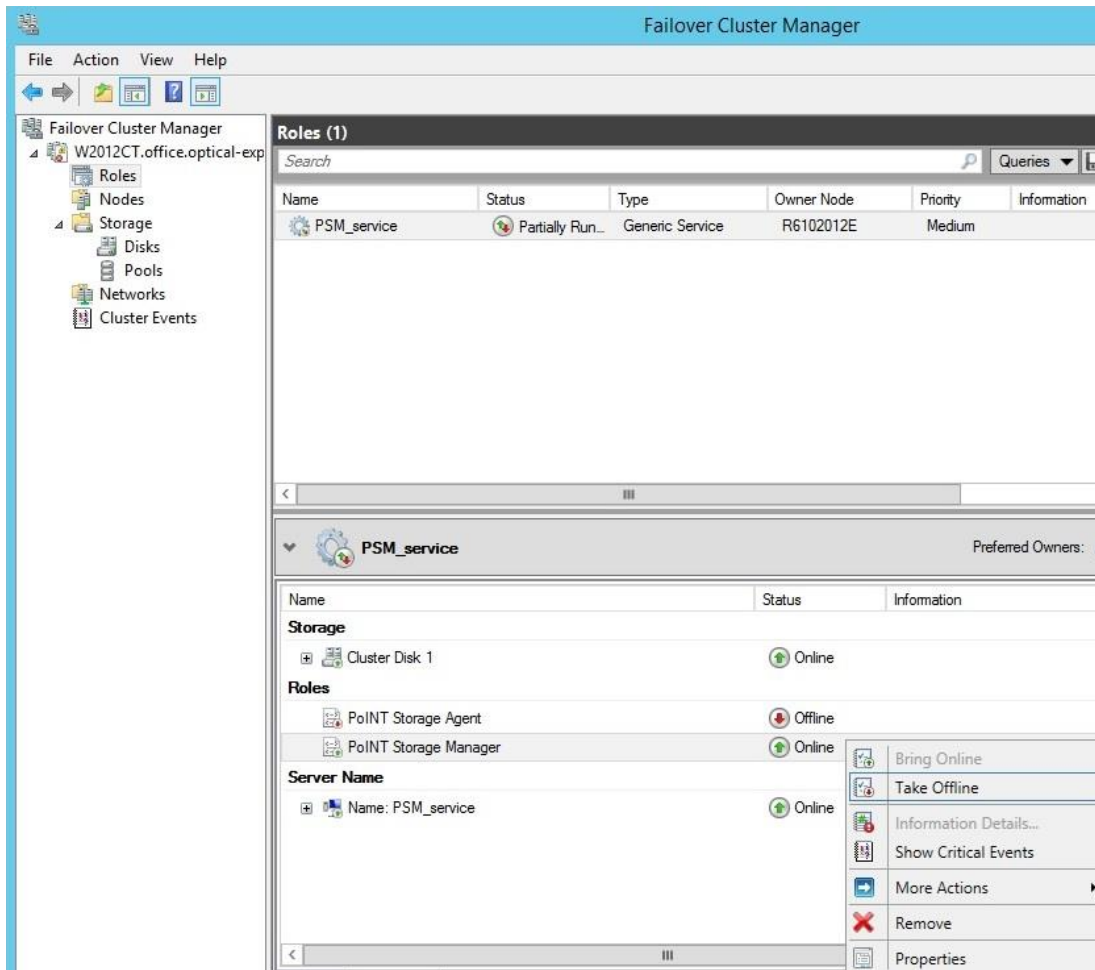 Failover Cluster Manager
File Action View Help
Failover Cluster Manager
W2012CT.office.optical-exp
Roles
Nodes
Storage
Disks
Pools
Networks
Cluster Events
Roles (1)
Search
Queries
Name Status Type Owner Node Priority Information
PSM_service Partially Run... Generic Service R6102012E Medium
PSM_service Preferred Owners:
Name Status Information
Storage
Cluster Disk 1 Online
Roles
PoINT Storage Agent Offline
PoINT Storage Manager Online
Server Name
Name: PSM_service Online
Bring Online
Take Offline
Information Details...
Show Critical Events
More Actions
Remove
Properties